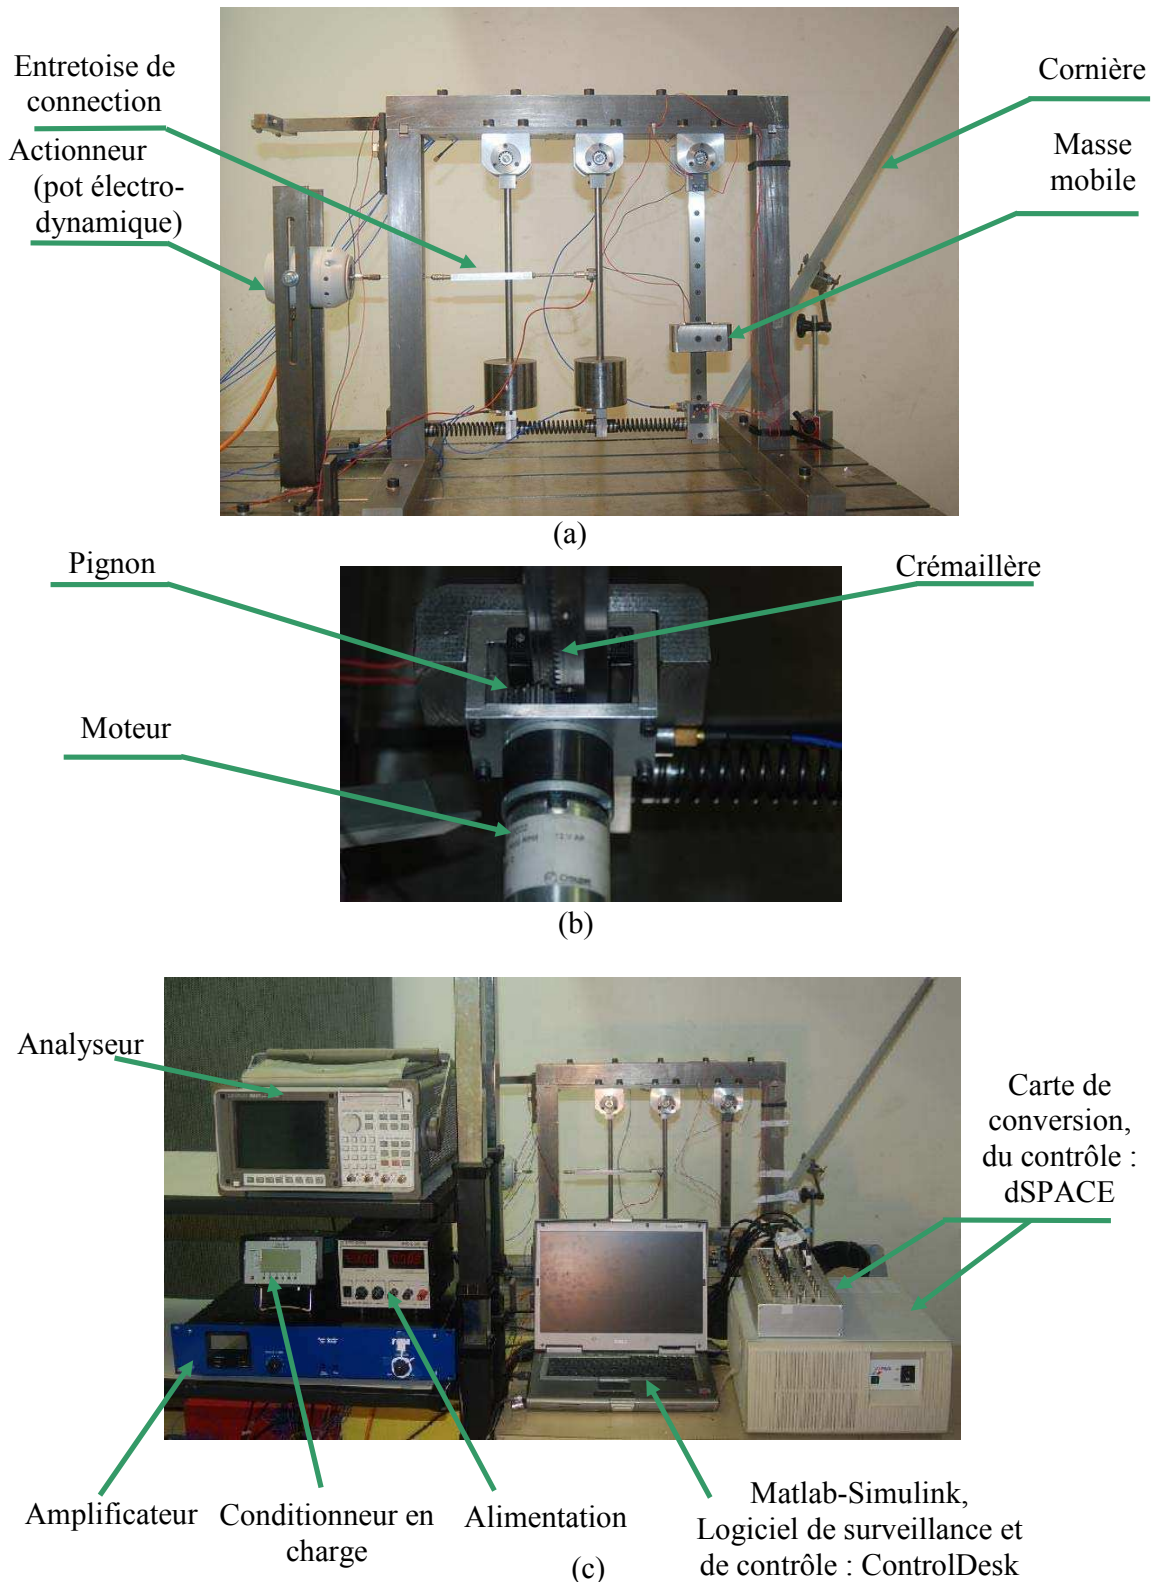 Entretoise de
connection
Actionneur
(pot électro-
dynamique)
Cornière
Masse
mobile
(a)
Pignon
Crémaillère
Moteur
(b)
Analyseur
Carte de
conversion,
du contrôle :
dSPACE
Amplificateur
Conditionneur en
charge
Alimentation
Matlab-Simulink,
Logiciel de surveillance et
de contrôle : ControlDesk
(c)